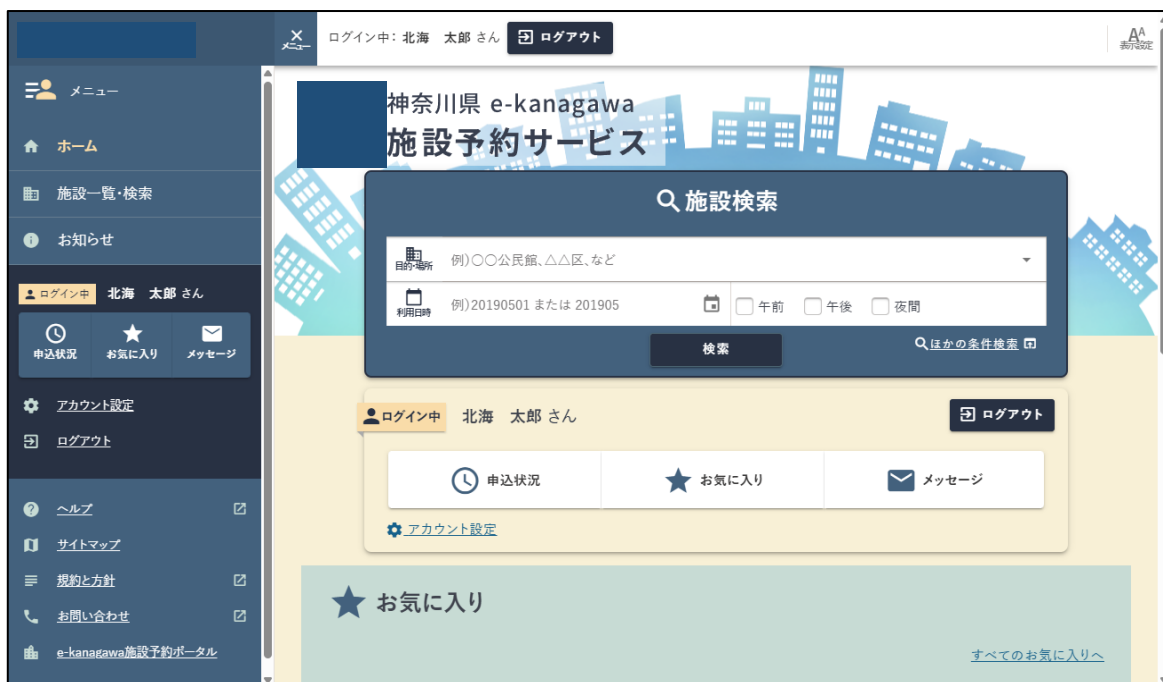 メニュー
ログイン中: 北海　太郎 さん
ログアウト
表示設定
メニュー
ホーム
施設一覧・検索
お知らせ
ログイン中 北海　太郎 さん
申込状況
お気に入り
メッセージ
アカウント設定
ログアウト
ヘルプ
サイトマップ
規約と方針
お問い合わせ
e-kanagawa施設予約ポータル
神奈川県 e-kanagawa
施設予約サービス
施設検索
目的・場所
例)〇〇公民館、△△区、など
利用日時
例)20190501 または 201905
午前
午後
夜間
検索
ほかの条件検索
ログイン中 北海　太郎 さん
ログアウト
申込状況
お気に入り
メッセージ
アカウント設定
お気に入り
すべてのお気に入りへ